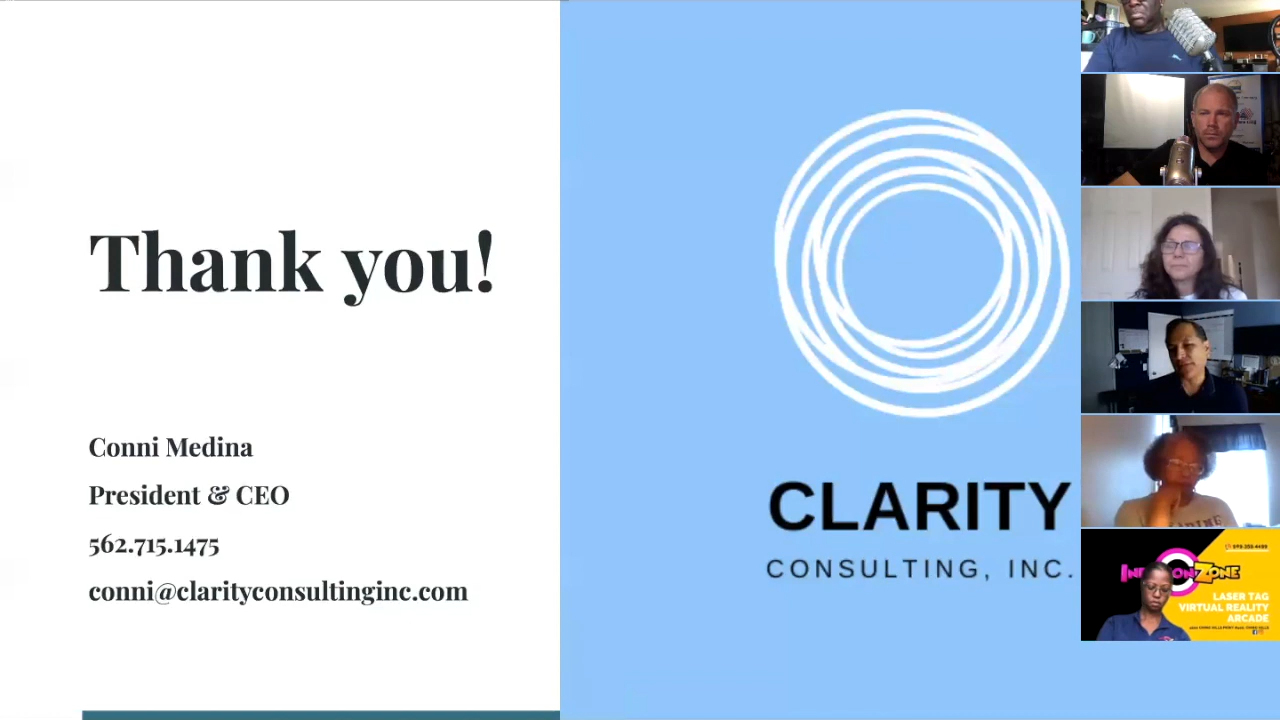 Thank you!
Conni Medina
President & CEO
562.715.1475
conni@clarityconsultinginc.com
CLARITY
CONSULTING, INC.
ZONE
LASER TAG
VIRTUAL REALITY
ARCADE